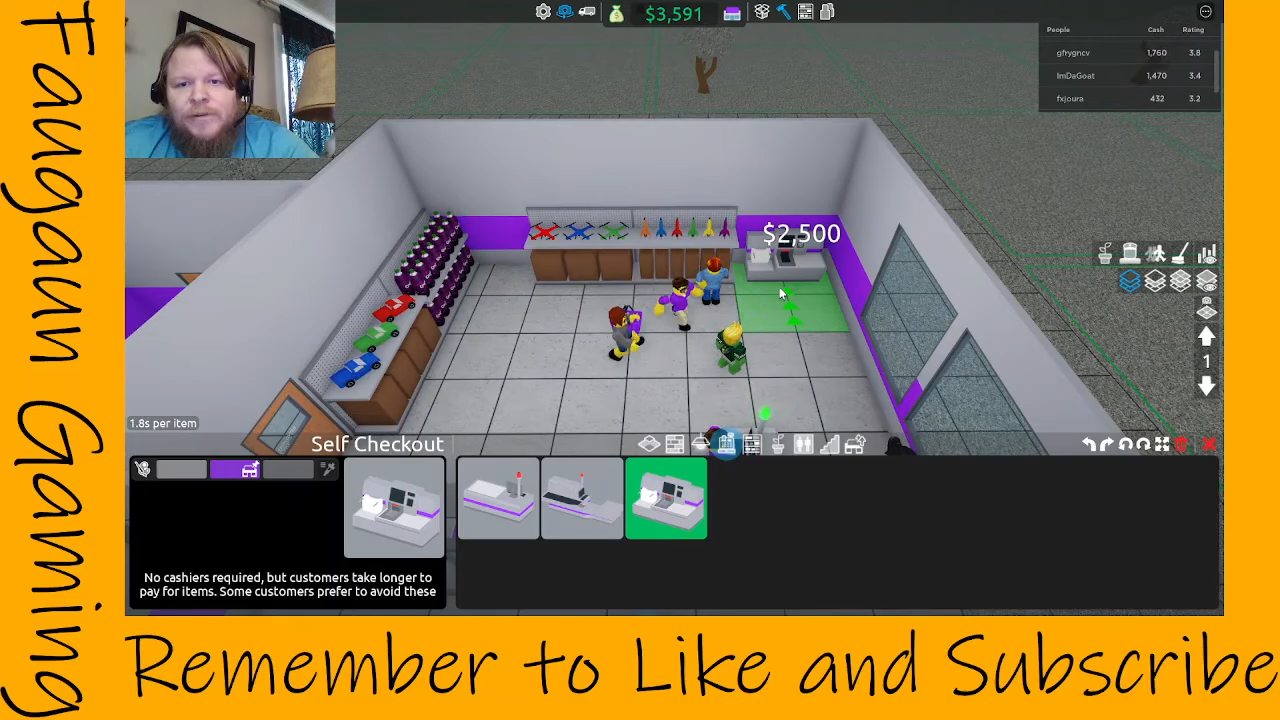 Faugaun Gaming
$3,591
People Cash Rating
gfrygncv 1,760 3.8
ImDaGoat 1,470 3.4
fxjoura 432 3.2
$2,500
1
1.8s per item
Self Checkout
No cashiers required, but customers take longer to
pay for items. Some customers prefer to avoid these
Remember to Like and Subscribe